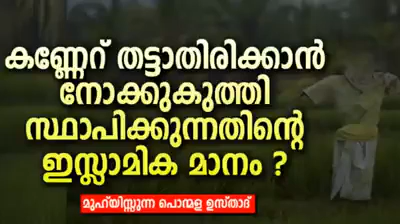 കണ്ണേറ് തട്ടാതിരിക്കാൻ
നോക്കുകുത്തി
സ്ഥാപിക്കുന്നതിന്റെ
ഇസ്ലാമിക മാനം ?
മുഹ്‌യിസ്സുന്ന പൊന്മള ഉസ്താദ്